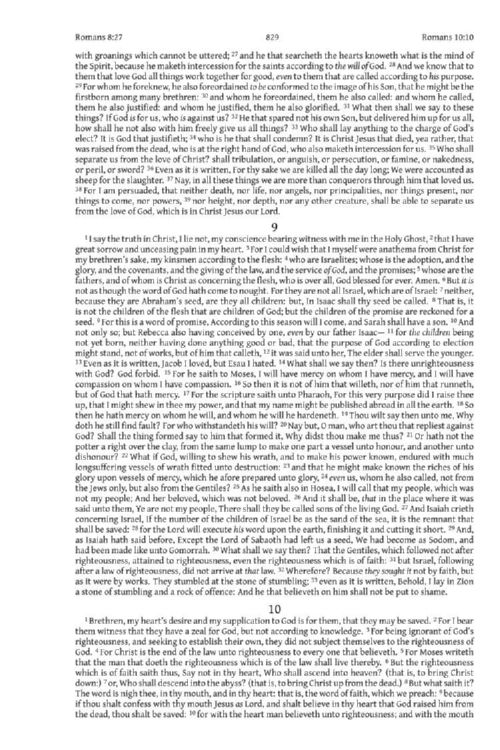 Romans 8:27 829 Romans 10:10
with groanings which cannot be uttered; 27 and he that searcheth the hearts knoweth what is the mind of
the Spirit, because he maketh intercession for the saints according to the will of God. 28 And we know that to
them that love God all things work together for good, even to them that are called according to his purpose.
29 For whom he foreknew, he also foreordained to be conformed to the image of his Son, that he might be the
firstborn among many brethren: 30 and whom he foreordained, them he also called: and whom he called,
them he also justified: and whom he justified, them he also glorified. 31 What then shall we say to these
things? If God is for us, who is against us? 32 He that spared not his own Son, but delivered him up for us all,
how shall he not also with him freely give us all things? 33 Who shall lay anything to the charge of God's
elect? It is God that justifieth; 34 who is he that shall condemn? It is Christ Jesus that died, yea rather, that
was raised from the dead, who is at the right hand of God, who also maketh intercession for us. 35 Who shall
separate us from the love of Christ? shall tribulation, or anguish, or persecution, or famine, or nakedness,
or peril, or sword? 36 Even as it is written, For thy sake we are killed all the day long; We were accounted as
sheep for the slaughter. 37 Nay, in all these things we are more than conquerors through him that loved us.
38 For I am persuaded, that neither death, nor life, nor angels, nor principalities, nor things present, nor
things to come, nor powers, 39 nor height, nor depth, nor any other creature, shall be able to separate us
from the love of God, which is in Christ Jesus our Lord.
9
1 I say the truth in Christ, I lie not, my conscience bearing witness with me in the Holy Ghost, 2 that I have
great sorrow and unceasing pain in my heart. 3 For I could wish that I myself were anathema from Christ for
my brethren's sake, my kinsmen according to the flesh: 4 who are Israelites; whose is the adoption, and the
glory, and the covenants, and the giving of the law, and the service of God, and the promises; 5 whose are the
fathers, and of whom is Christ as concerning the flesh, who is over all, God blessed for ever. Amen. 6 But it is
not as though the word of God hath come to nought. For they are not all Israel, which are of Israel: 7 neither,
because they are Abraham's seed, are they all children: but, In Isaac shall thy seed be called. 8 That is, it
is not the children of the flesh that are children of God; but the children of the promise are reckoned for a
seed. 9 For this is a word of promise, According to this season will I come, and Sarah shall have a son. 10 And
not only so; but Rebecca also having conceived by one, even by our father Isaac— 11 for the children being
not yet born, neither having done anything good or bad, that the purpose of God according to election
might stand, not of works, but of him that calleth, 12 it was said unto her, The elder shall serve the younger.
13 Even as it is written, Jacob I loved, but Esau I hated. 14 What shall we say then? Is there unrighteousness
with God? God forbid. 15 For he saith to Moses, I will have mercy on whom I have mercy, and I will have
compassion on whom I have compassion. 16 So then it is not of him that willeth, nor of him that runneth,
but of God that hath mercy. 17 For the scripture saith unto Pharaoh, For this very purpose did I raise thee
up, that I might shew in thee my power, and that my name might be published abroad in all the earth. 18 So
then he hath mercy on whom he will, and whom he will he hardeneth. 19 Thou wilt say then unto me, Why
doth he still find fault? For who withstandeth his will? 20 Nay but, O man, who art thou that repliest against
God? Shall the thing formed say to him that formed it, Why didst thou make me thus? 21 Or hath not the
potter a right over the clay, from the same lump to make one part a vessel unto honour, and another unto
dishonour? 22 What if God, willing to shew his wrath, and to make his power known, endured with much
longsuffering vessels of wrath fitted unto destruction: 23 and that he might make known the riches of his
glory upon vessels of mercy, which he afore prepared unto glory, 24 even us, whom he also called, not from
the Jews only, but also from the Gentiles? 25 As he saith also in Hosea, I will call that my people, which was
not my people; And her beloved, which was not beloved. 26 And it shall be, that in the place where it was
said unto them, Ye are not my people, There shall they be called sons of the living God. 27 And Isaiah crieth
concerning Israel, If the number of the children of Israel be as the sand of the sea, it is the remnant that
shall be saved: 28 for the Lord will execute his word upon the earth, finishing it and cutting it short. 29 And,
as Isaiah hath said before, Except the Lord of Sabaoth had left us a seed, We had become as Sodom, and
had been made like unto Gomorrah. 30 What shall we say then? That the Gentiles, which followed not after
righteousness, attained to righteousness, even the righteousness which is of faith: 31 but Israel, following
after a law of righteousness, did not arrive at that law. 32 Wherefore? Because they sought it not by faith, but
as it were by works. They stumbled at the stone of stumbling; 33 even as it is written, Behold, I lay in Zion
a stone of stumbling and a rock of offence: And he that believeth on him shall not be put to shame.
10
1 Brethren, my heart's desire and my supplication to God is for them, that they may be saved. 2 For I bear
them witness that they have a zeal for God, but not according to knowledge. 3 For being ignorant of God's
righteousness, and seeking to establish their own, they did not subject themselves to the righteousness of
God. 4 For Christ is the end of the law unto righteousness to every one that believeth. 5 For Moses writeth
that the man that doeth the righteousness which is of the law shall live thereby. 6 But the righteousness
which is of faith saith thus, Say not in thy heart, Who shall ascend into heaven? (that is, to bring Christ
down:) 7 or, Who shall descend into the abyss? (that is, to bring Christ up from the dead.) 8 But what saith it?
The word is nigh thee, in thy mouth, and in thy heart: that is, the word of faith, which we preach: 9 because
if thou shalt confess with thy mouth Jesus as Lord, and shalt believe in thy heart that God raised him from
the dead, thou shalt be saved: 10 for with the heart man believeth unto righteousness; and with the mouth